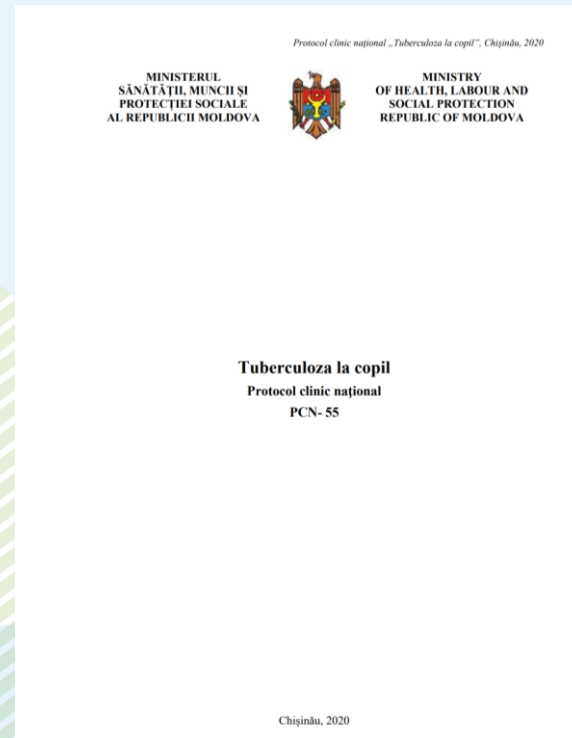 Protocol clinic național „Tuberculoza la copil”, Chișinău, 2020
MINISTERUL
SĂNĂTĂȚII, MUNCII ȘI
PROTECȚIEI SOCIALE
AL REPUBLICII MOLDOVA
MINISTRY
OF HEALTH, LABOUR AND
SOCIAL PROTECTION
REPUBLIC OF MOLDOVA
Tuberculoza la copil
Protocol clinic național
PCN- 55
Chișinău, 2020